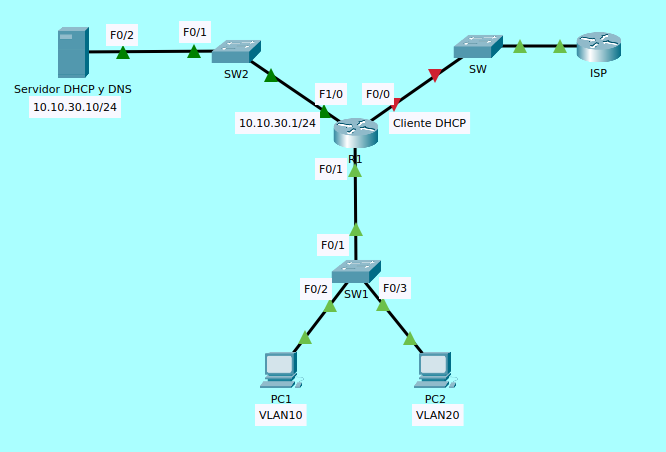 F0/2
F0/1
SW2
Servidor DHCP y DNS
10.10.30.10/24
SW
ISP
F1/0
F0/0
10.10.30.1/24
Cliente DHCP
R1
F0/1
F0/1
SW1
F0/2
F0/3
PC1
VLAN10
PC2
VLAN20